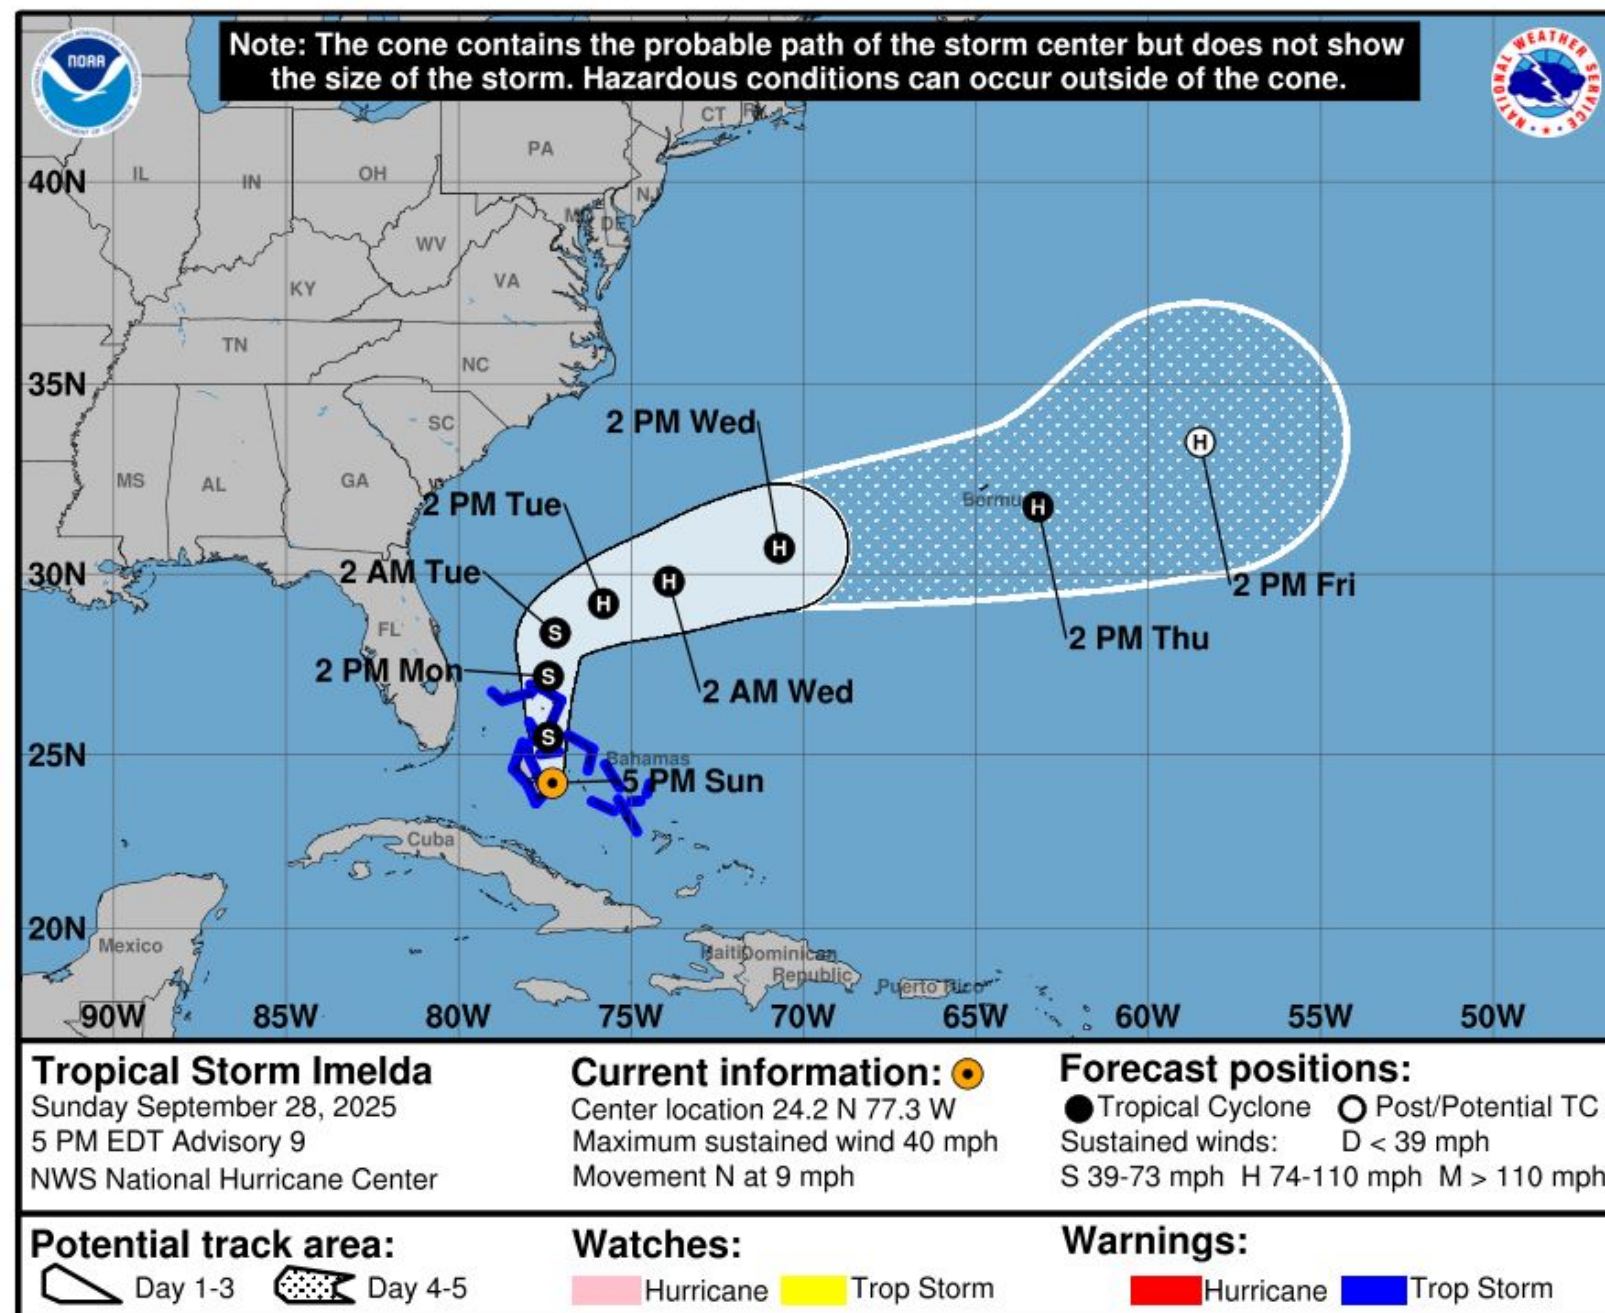 NOAA
Note: The cone contains the probable path of the storm center but does not show
the size of the storm. Hazardous conditions can occur outside of the cone.
NATIONAL WEATHER SERVICE
CT
RI
PA
40N
IL
IN
OH
NJ
MD
DE
WV
KY
VA
TN
NC
35N
2 PM Wed
SC
H
MS
AL
GA
2 PM Tue
Bermu
H
H
30N
2 AM Tue
H
H
2 PM Fri
FL
S
2 PM Thu
2 PM Mon
S
2 AM Wed
S
25N
Bahamas
5 PM Sun
Cuba
20N
Mexico
Haiti
Dominican
Republic
Puerto Rico
90W 85W 80W 75W 70W 65W 60W 55W 50W
Tropical Storm Imelda
Sunday September 28, 2025
5 PM EDT Advisory 9
NWS National Hurricane Center
Current information:
Center location 24.2 N 77.3 W
Maximum sustained wind 40 mph
Movement N at 9 mph
Forecast positions:
Tropical Cyclone Post/Potential TC
Sustained winds: D < 39 mph
S 39-73 mph H 74-110 mph M > 110 mph
Potential track area:
Day 1-3 Day 4-5
Watches:
Hurricane Trop Storm
Warnings:
Hurricane Trop Storm